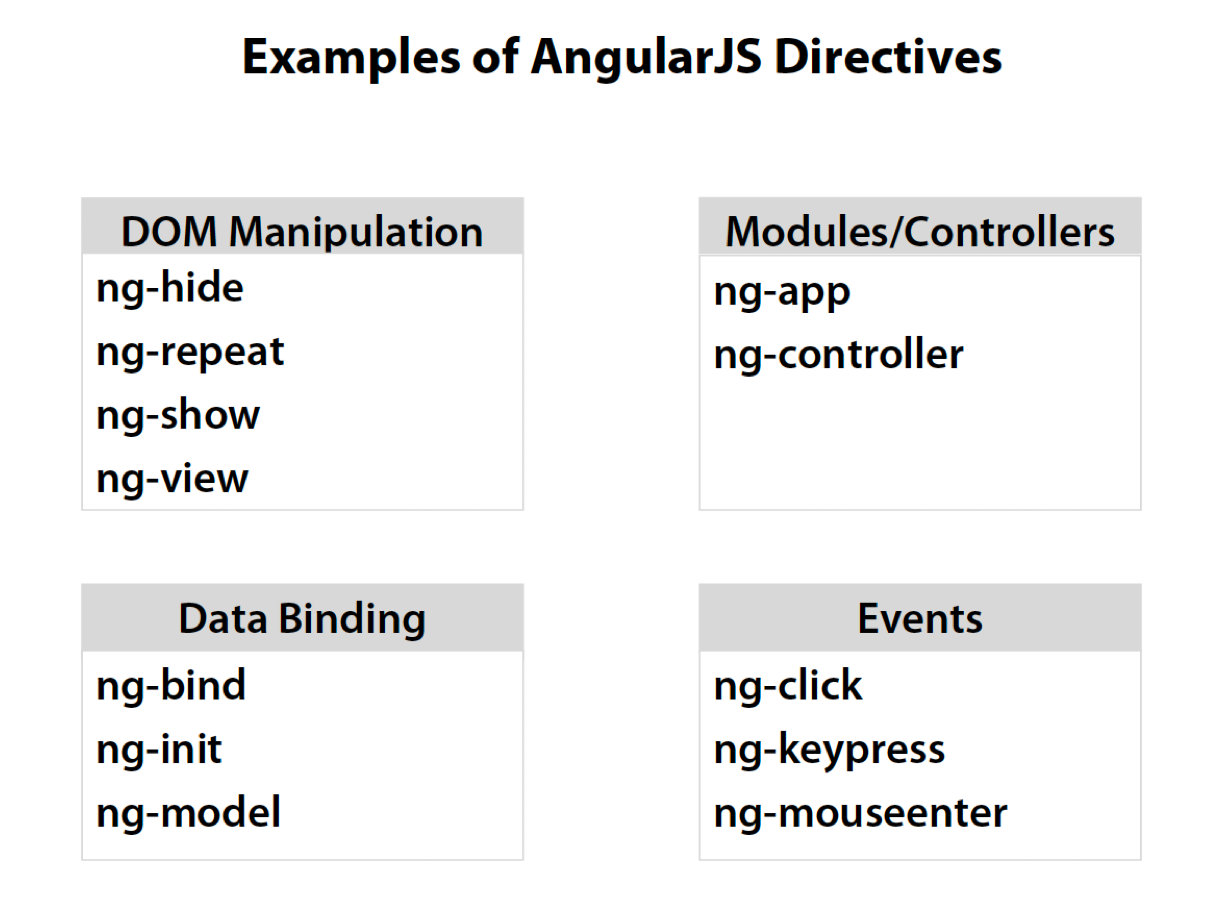 Examples of AngularJS Directives
DOM Manipulation
ng-hide
ng-repeat
ng-show
ng-view
Modules/Controllers
ng-app
ng-controller
Data Binding
ng-bind
ng-init
ng-model
Events
ng-click
ng-keypress
ng-mouseenter